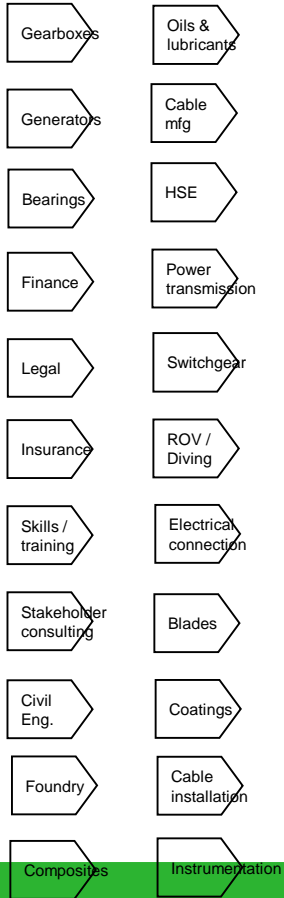 Gearboxes
Oils &
lubricants
Generators
Cable
mfg
Bearings
HSE
Finance
Power
transmission
Legal
Switchgear
Insurance
ROV /
Diving
Skills /
training
Electrical
connection
Stakeholder
consulting
Blades
Civil
Eng.
Coatings
Foundry
Cable
installation
Composites
Instrumentation